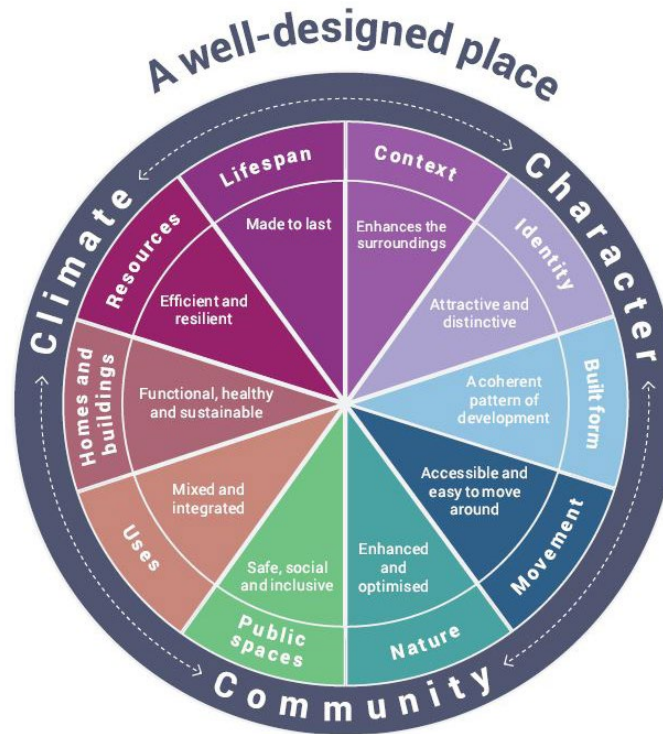 A well-designed place
Climate
Character
Community
Context
Enhances the
surroundings
Identity
Attractive and
distinctive
Built form
A coherent
pattern of
development
Movement
Accessible and
easy to move
around
Nature
Enhanced
and
optimised
Public
spaces
Safe, social
and inclusive
Uses
Mixed and
integrated
Homes and
buildings
Functional, healthy
and sustainable
Resources
Efficient and
resilient
Lifespan
Made to last